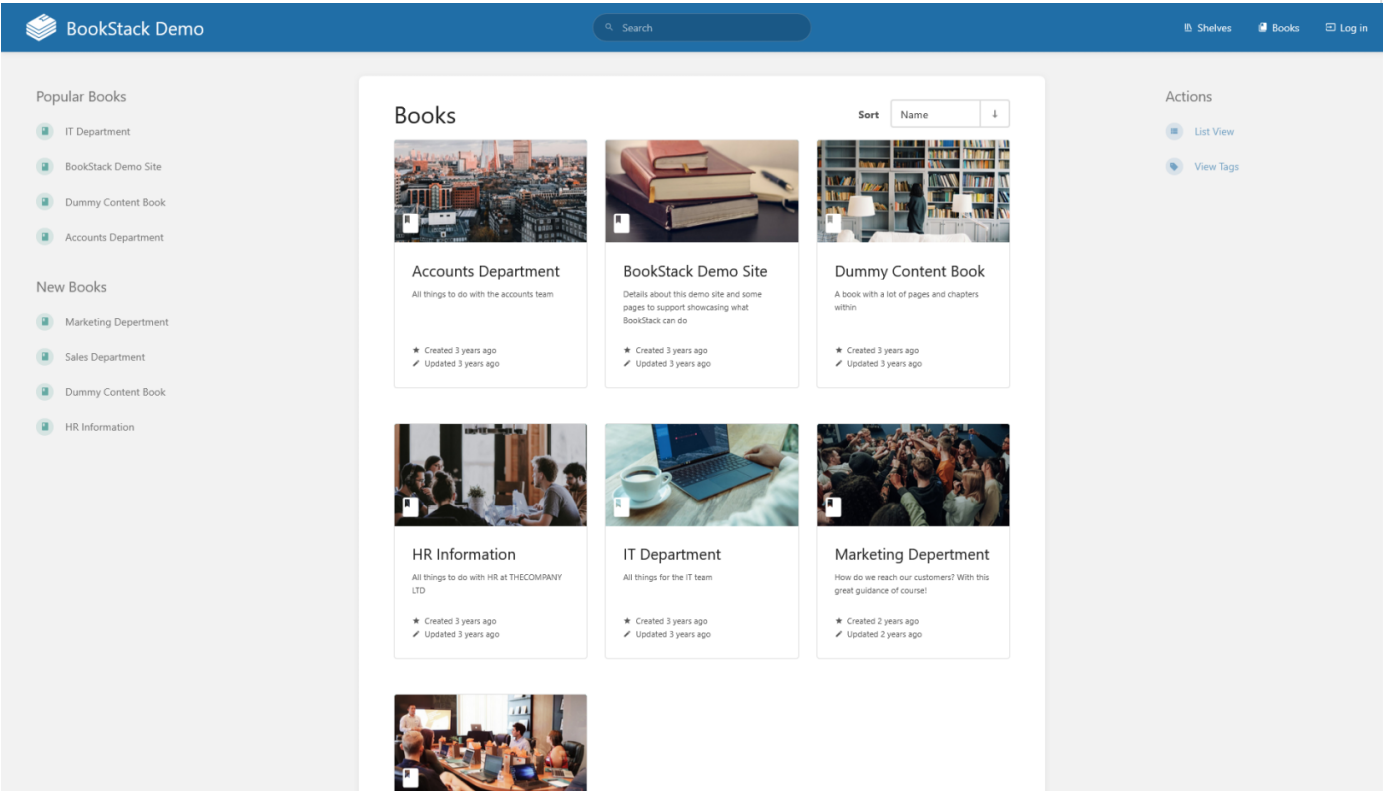 BookStack Demo
Search
Shelves
Books
Log in
Popular Books
IT Department
BookStack Demo Site
Dummy Content Book
Accounts Department
New Books
Marketing Depertment
Sales Department
Dummy Content Book
HR Information
Books
Sort
Name
Accounts Department
All things to do with the accounts team
Created 3 years ago
Updated 3 years ago
BookStack Demo Site
Details about this demo site and some
pages to support showcasing what
BookStack can do
Created 3 years ago
Updated 3 years ago
Dummy Content Book
A book with a lot of pages and chapters
within
Created 3 years ago
Updated 3 years ago
HR Information
All things to do with HR at THECOMPANY
LTD
Created 3 years ago
Updated 3 years ago
IT Department
All things for the IT team
Created 3 years ago
Updated 3 years ago
Marketing Depertment
How do we reach our customers? With this
great guidance of course!
Created 2 years ago
Updated 2 years ago
Actions
List View
View Tags